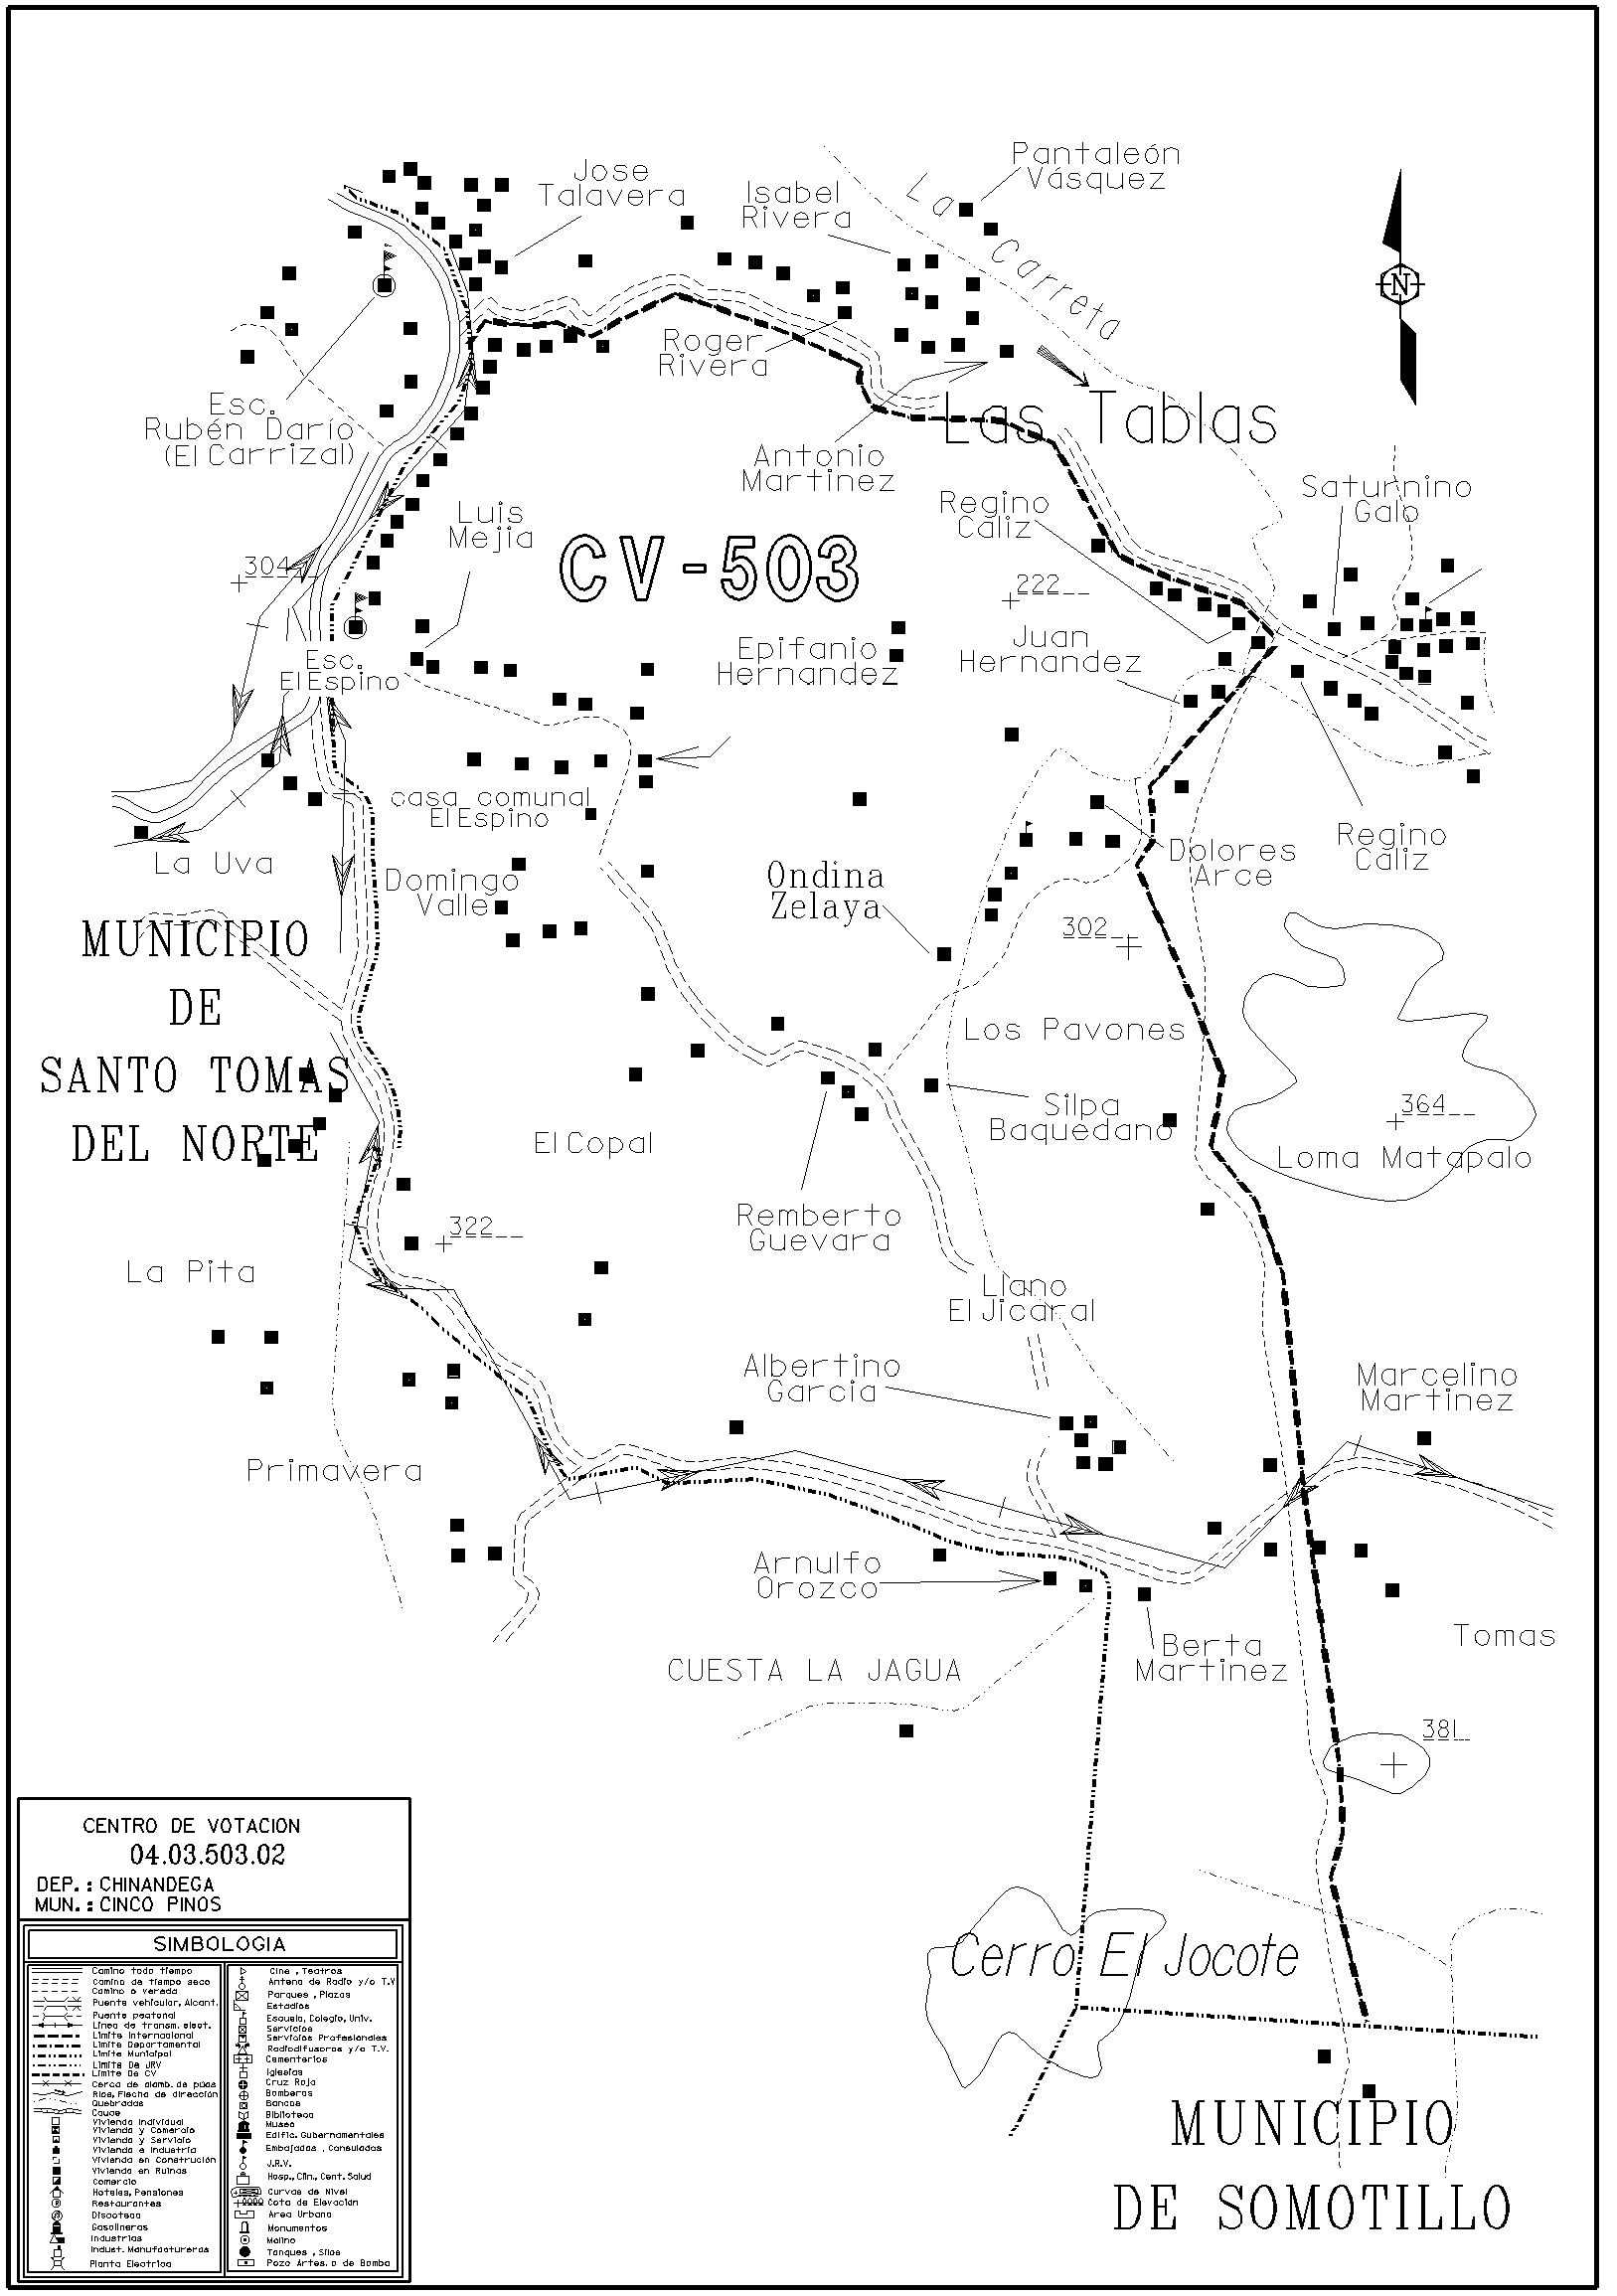 Pantaleón
Vásquez
Jose
Talavera
Isabel
Rivera
La Carreta
N
Roger
Rivera
Esc.
Rubén Darío
(El Carrizal)
Las Tablas
Antonio
Martinez
Regino
Cáliz
Saturnino
Galo
Luis
Mejia
CV-503
304
222
Juan
Hernandez
Epifanio
Hernandez
Esc.
El Espino
casa comunal
El Espino
La Uva
Domingo
Valle
Ondina
Zelaya
Dolores
Arce
Regino
Cáliz
302
MUNICIPIO
DE
SANTO TOMAS
DEL NORTE
Los Pavones
364
Loma Matapalo
Silpa
Baquedano
El Copal
322
Remberto
Guevara
La Pita
Llano
El Jicaral
Albertino
Garcia
Marcelino
Martinez
Primavera
Arnulfo
Orozco
Berta
Martinez
Tomas
CUESTA LA JAGUA
381
Cerro El Jocote
MUNICIPIO
DE SOMOTILLO
CENTRO DE VOTACION
04.03.503.02
DEP.: CHINANDEGA
MUN.: CINCO PINOS
SIMBOLOGIA
Camino todo tiempo
Camino de tiempo seco
Camino o vereda
Puente vehicular, Alcant.
Puente peatonal
Linea de transm. elect.
Limite Internacional
Limite Departamental
Limite Municipal
Limite De JRV
Limite De CV
Cerca de alamb. de púas
Rios, Flecha de dirección
Quebradas
Cauce
Vivienda Individual
Vivienda y Comercio
Vivienda y Servicio
Vivienda e Industria
Vivienda en Construcción
Vivienda en Ruinas
Comercio
Hoteles, Pensiones
Restaurantes
Discoteca
Gasolineras
Industrias
Indust. Manufactureras
Planta Electrica
Cine , Teatros
Antena de Radio y/o T.V
Parques , Plazas
Estadios
Escuela, Colegio, Univ.
Servicios
Servicios Profesionales
Radiodifusoras y/o T.V.
Cementerios
Iglesias
Cruz Roja
Bomberos
Bancos
Biblioteca
Museo
Edific. Gubernamentales
Embajadas , Consulados
J.R.V.
Hosp., Clin., Cent. Salud
Curvas de Nivel
Cota de Elevación
Area Urbana
Monumentos
Molino
Tanques , Silos
Pozo Artes. o de Bomba